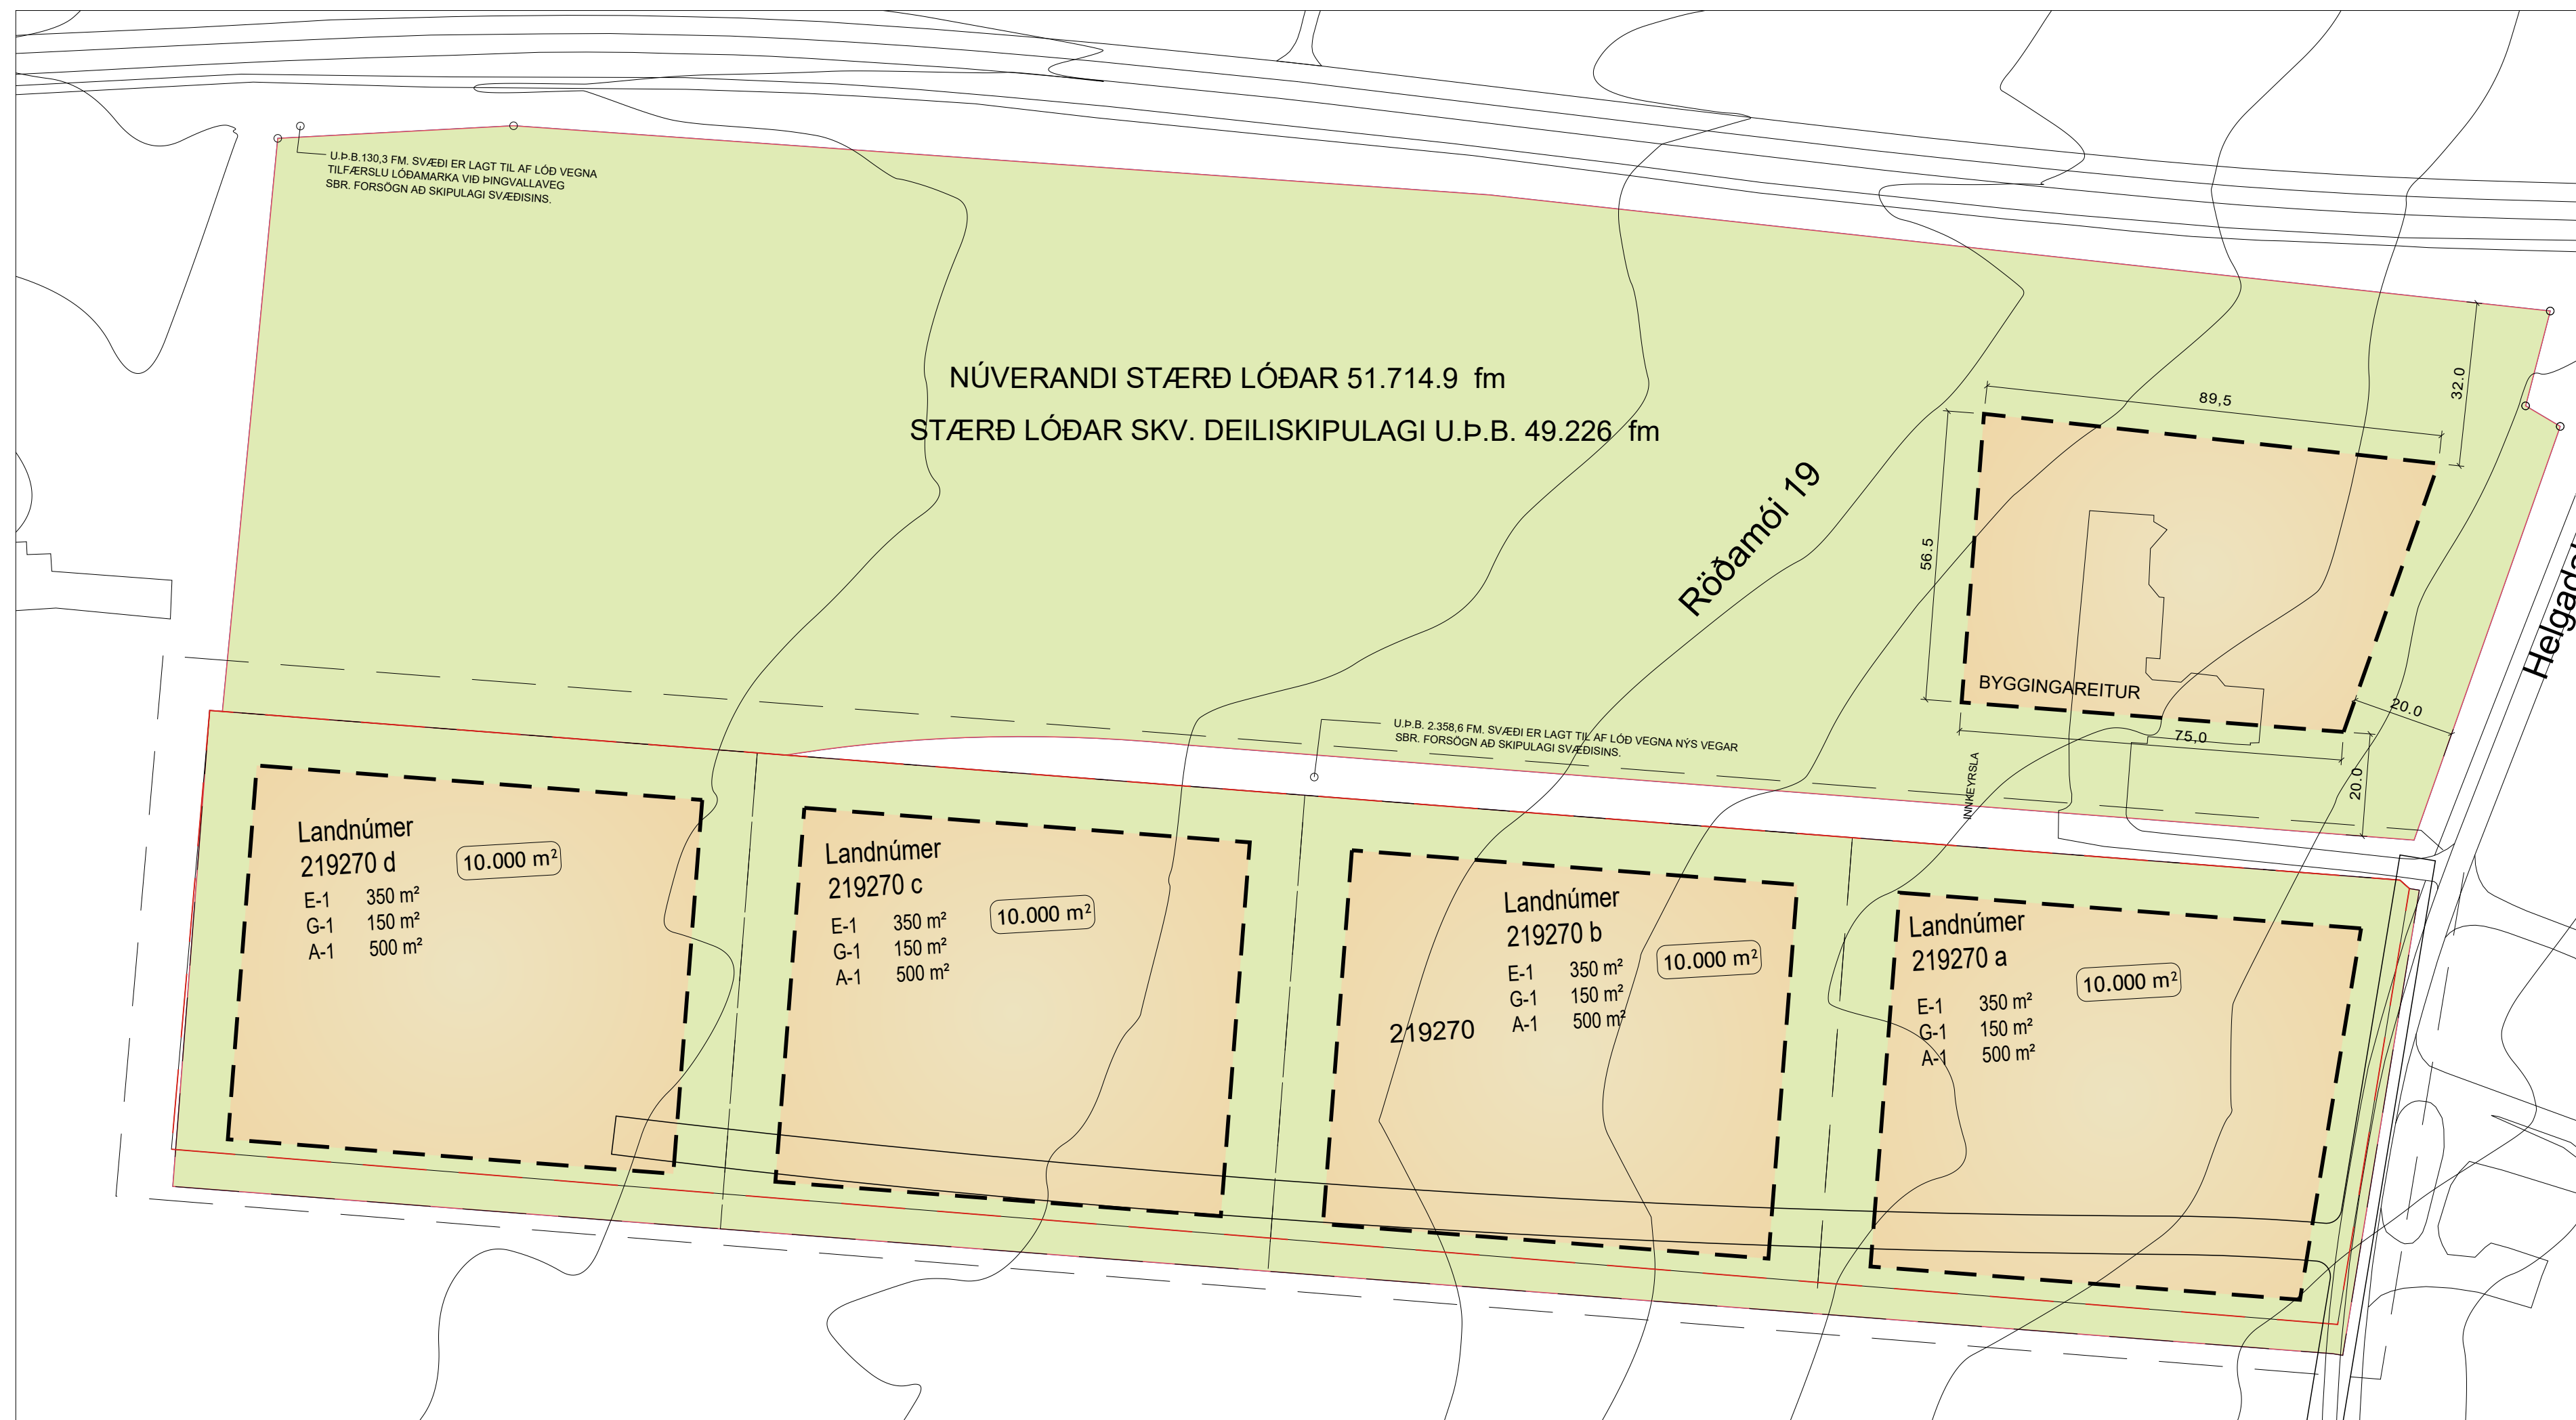 U.Þ.B.130,3 FM. SVÆÐI ER LAGT TIL AF LÓÐ VEGNA
TILFÆRSLU LÓÐAMARKA VIÐ ÞINGVALLAVEG
SBR. FORSÖGN AÐ SKIPULAGI SVÆÐISINS.
NÚVERANDI STÆRÐ LÓÐAR 51.714.9 fm
STÆRÐ LÓÐAR SKV. DEILISKIPULAGI U.Þ.B. 49.226 fm
Röðamói 19
32.0
89,5
56.5
BYGGINGAREITUR
20.0
75,0
20.0
INNKEYRSLA
U.Þ.B. 2.358,6 FM. SVÆÐI ER LAGT TIL AF LÓÐ VEGNA NÝS VEGAR
SBR. FORSÖGN AÐ SKIPULAGI SVÆÐISINS.
Landnúmer
219270 d
10.000 m²
E-1 350 m²
G-1 150 m²
A-1 500 m²
Landnúmer
219270 c
10.000 m²
E-1 350 m²
G-1 150 m²
A-1 500 m²
Landnúmer
219270 b
10.000 m²
E-1 350 m²
G-1 150 m²
A-1 500 m²
219270
Landnúmer
219270 a
10.000 m²
E-1 350 m²
G-1 150 m²
A-1 500 m²